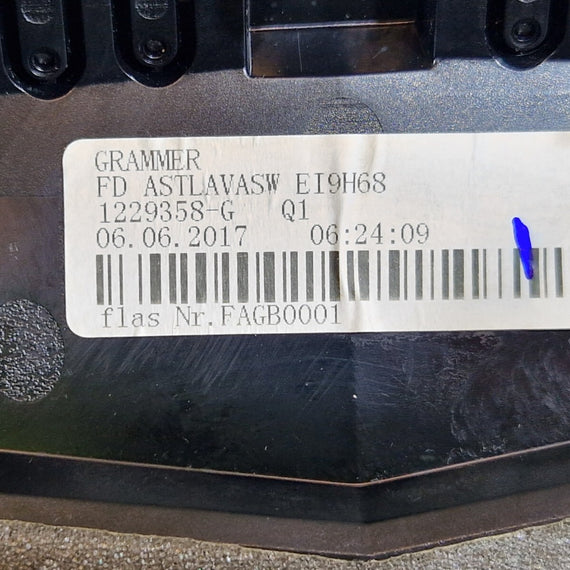 GRAMMER
FD ASTLAVASW EI9H68
1229358-G Q1
06.06.2017 06:24:09
flas Nr.FAGB0001